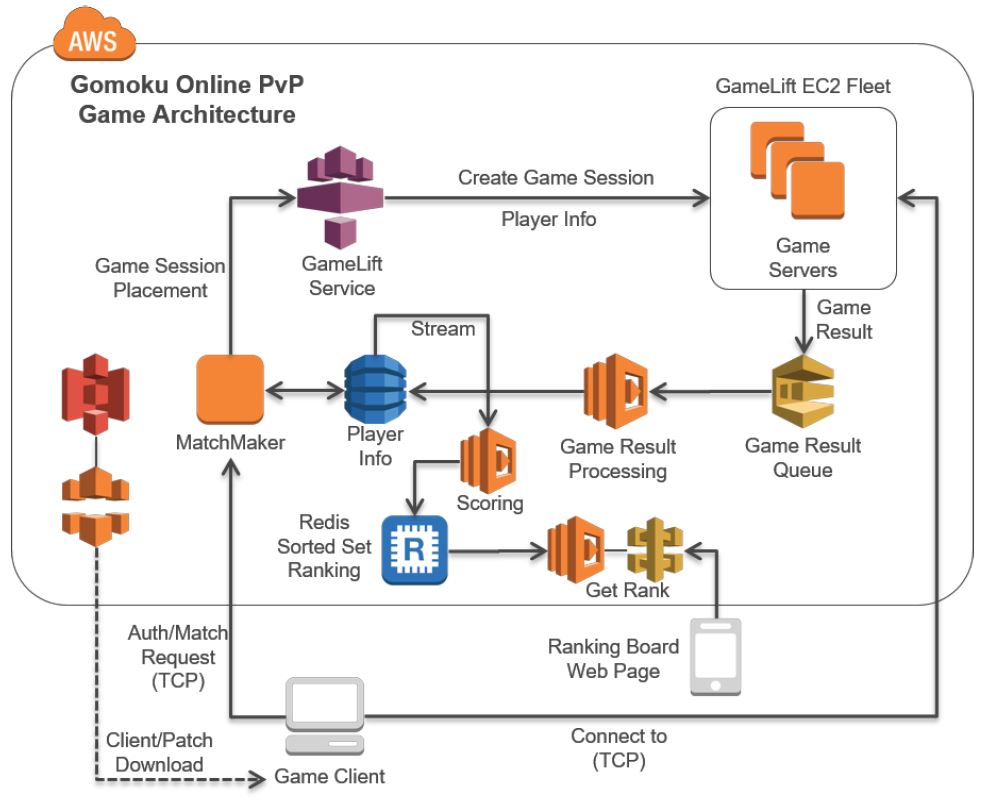 AWS
Gomoku Online PvP
Game Architecture
GameLift EC2 Fleet
Create Game Session
Player Info
Game
Servers
Game Session
Placement
GameLift
Service
Game
Result
Stream
MatchMaker
Player
Info
Game Result
Processing
Game Result
Queue
Scoring
Redis
Sorted Set
Ranking
R
Get Rank
Auth/Match
Request
(TCP)
Ranking Board
Web Page
Client/Patch
Download
Game Client
Connect to
(TCP)